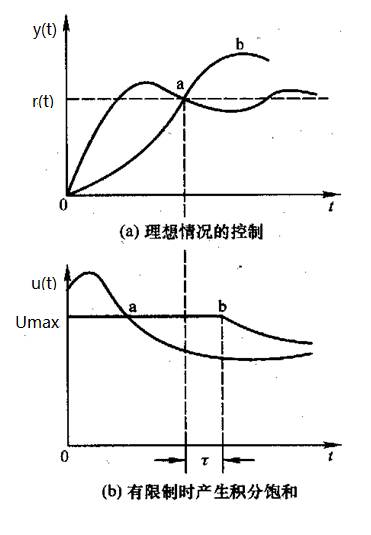 y(t)
b
a
r(t)
0
t
(a) 理想情况的控制
u(t)
a
b
Umax
0
τ
t
(b) 有限制时产生积分饱和